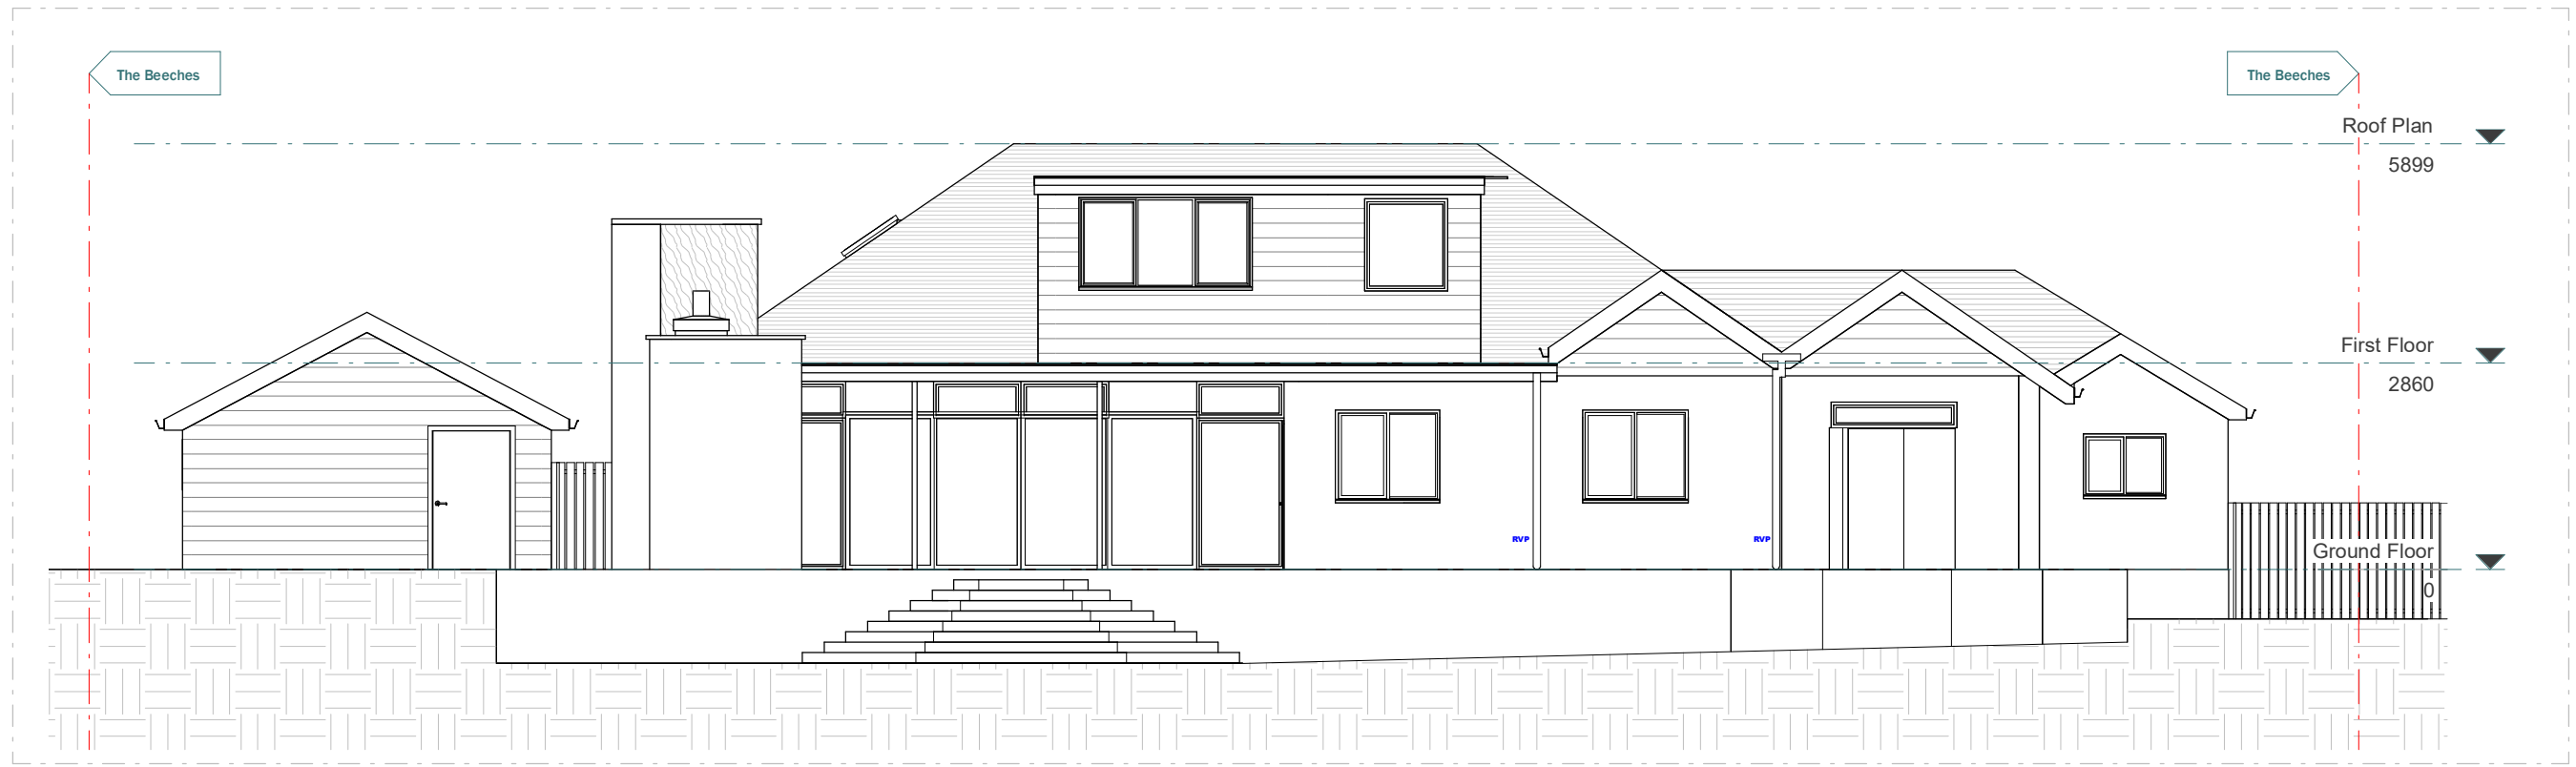 The Beeches
The Beeches
Roof Plan
5899
First Floor
2860
RVP
RVP
Ground Floor
0